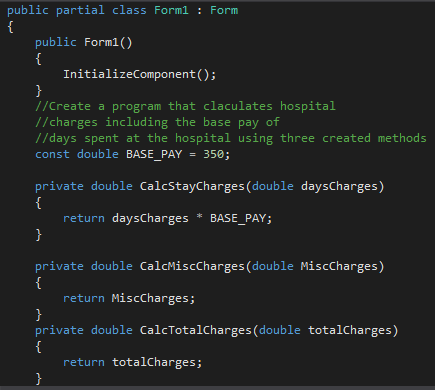 public partial class Form1 : Form
{
    public Form1()
    {
        InitializeComponent();
    }
    //Create a program that claculates hospital
    //charges including the base pay of
    //days spent at the hospital using three created methods
    const double BASE_PAY = 350;

    private double CalcStayCharges(double daysCharges)
    {
        return daysCharges * BASE_PAY;
    }

    private double CalcMiscCharges(double MiscCharges)
    {
        return MiscCharges;
    }
    private double CalcTotalCharges(double totalCharges)
    {
        return totalCharges;
    }